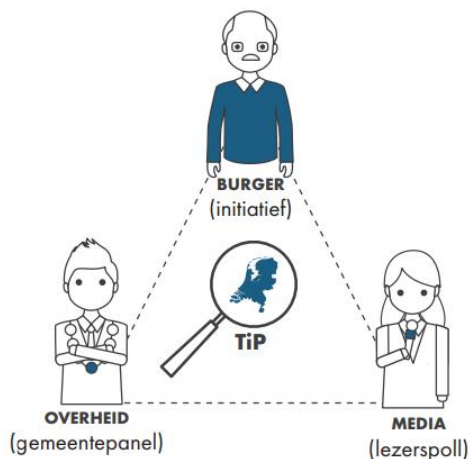 BURGER
(initiatief)
TiP
OVERHEID
(gemeentepanel)
MEDIA
(lezerspoll)